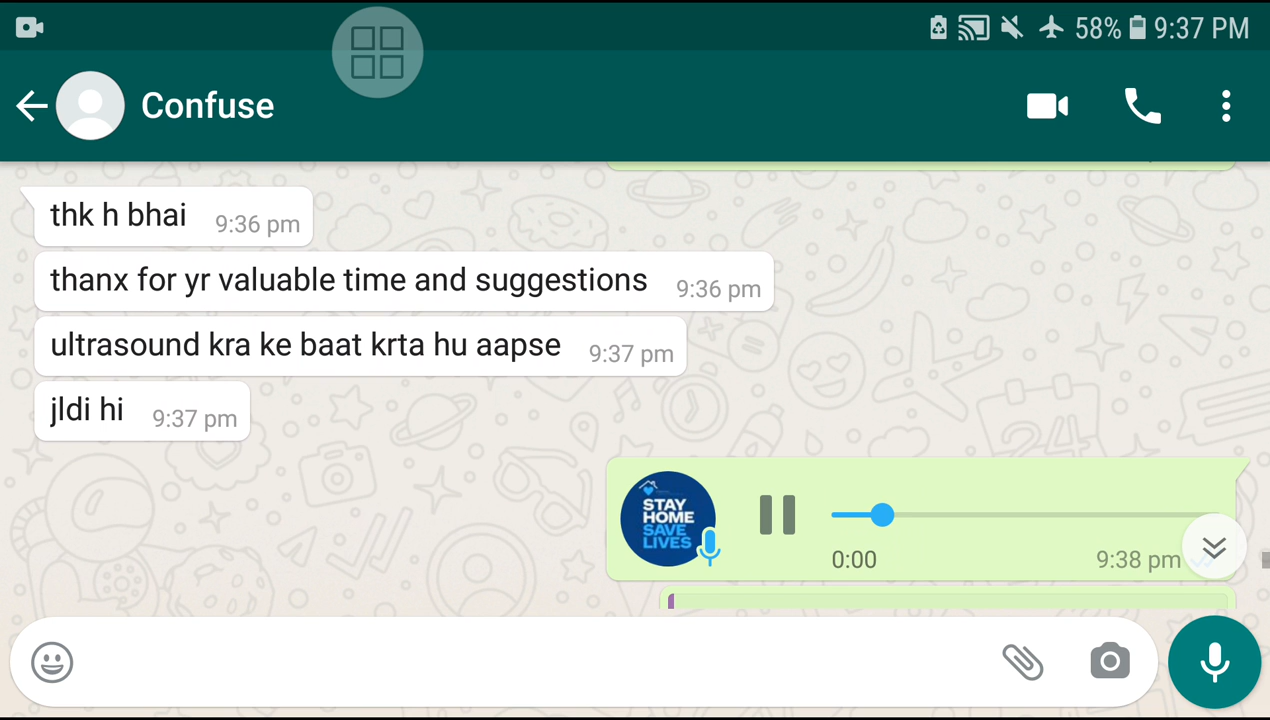 58% 9:37 PM
Confuse
thk h bhai 9:36 pm
thanx for yr valuable time and suggestions 9:36 pm
ultrasound kra ke baat krta hu aapse 9:37 pm
jldi hi 9:37 pm
STAY
HOME
SAVE
LIVES
0:00 9:38 pm